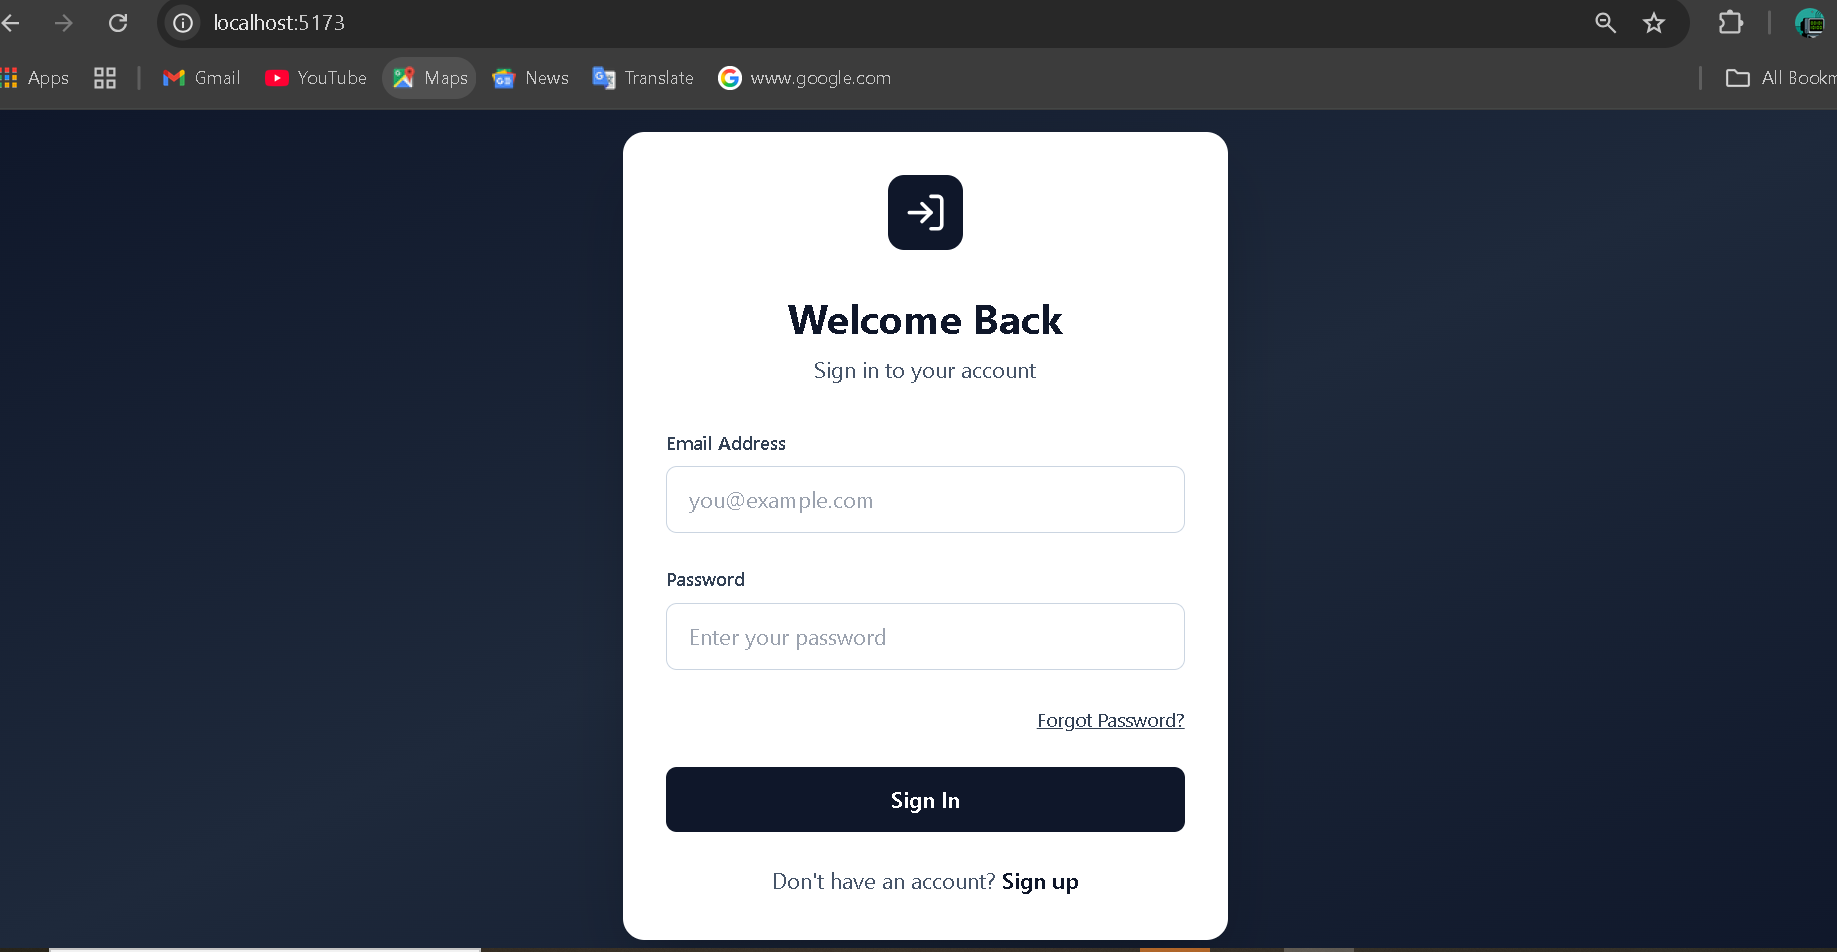 localhost:5173
Apps Gmail YouTube Maps News Translate www.google.com All Bookm
Welcome Back
Sign in to your account
Email Address
you@example.com
Password
Enter your password
Forgot Password?
Sign In
Don't have an account? Sign up